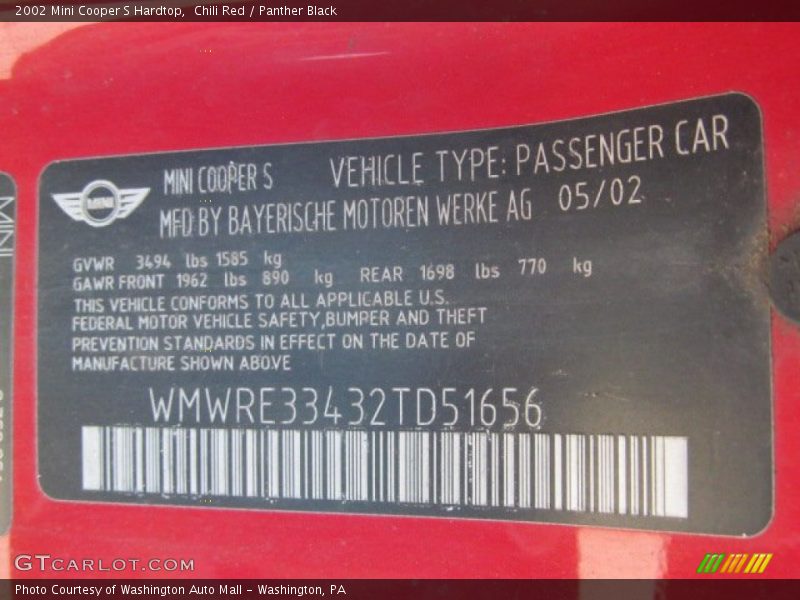 2002 Mini Cooper S Hardtop,  Chili Red / Panther Black
MINI
MINI COOPER S VEHICLE TYPE: PASSENGER CAR
MFD BY BAYERISCHE MOTOREN WERKE AG 05/02
GVWR 3494 lbs 1585 kg
GAWR FRONT 1962 lbs 890 kg REAR 1698 lbs 770 kg
THIS VEHICLE CONFORMS TO ALL APPLICABLE U.S.
FEDERAL MOTOR VEHICLE SAFETY,BUMPER AND THEFT
PREVENTION STANDARDS IN EFFECT ON THE DATE OF
MANUFACTURE SHOWN ABOVE
WMWRE33432TD51656
MINI
GTCARLOT.COM
Photo Courtesy of Washington Auto Mall - Washington, PA